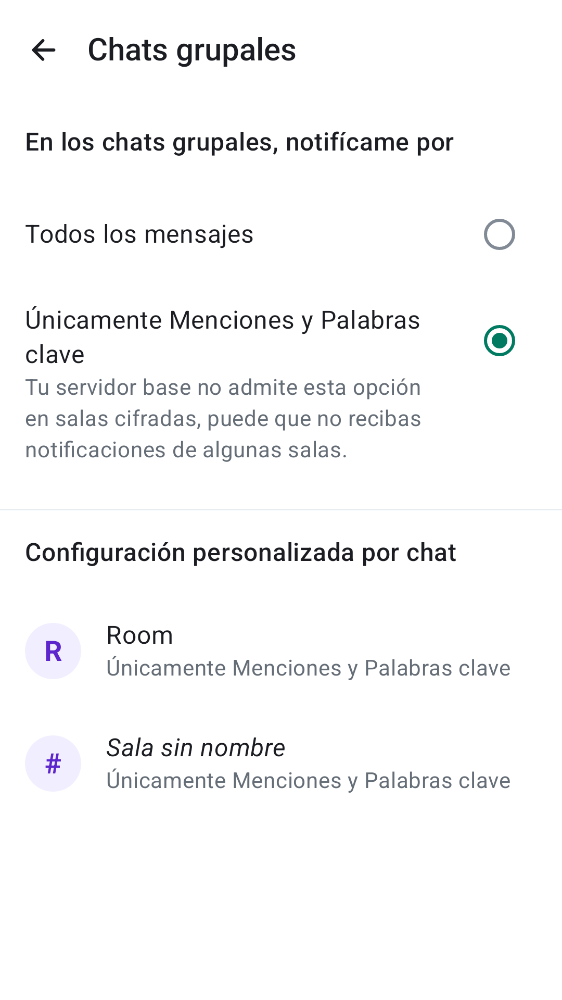 Chats grupales
En los chats grupales, notifícame por
Todos los mensajes
Únicamente Menciones y Palabras
clave
Tu servidor base no admite esta opción
en salas cifradas, puede que no recibas
notificaciones de algunas salas.
Configuración personalizada por chat
R
Room
Únicamente Menciones y Palabras clave
#
Sala sin nombre
Únicamente Menciones y Palabras clave